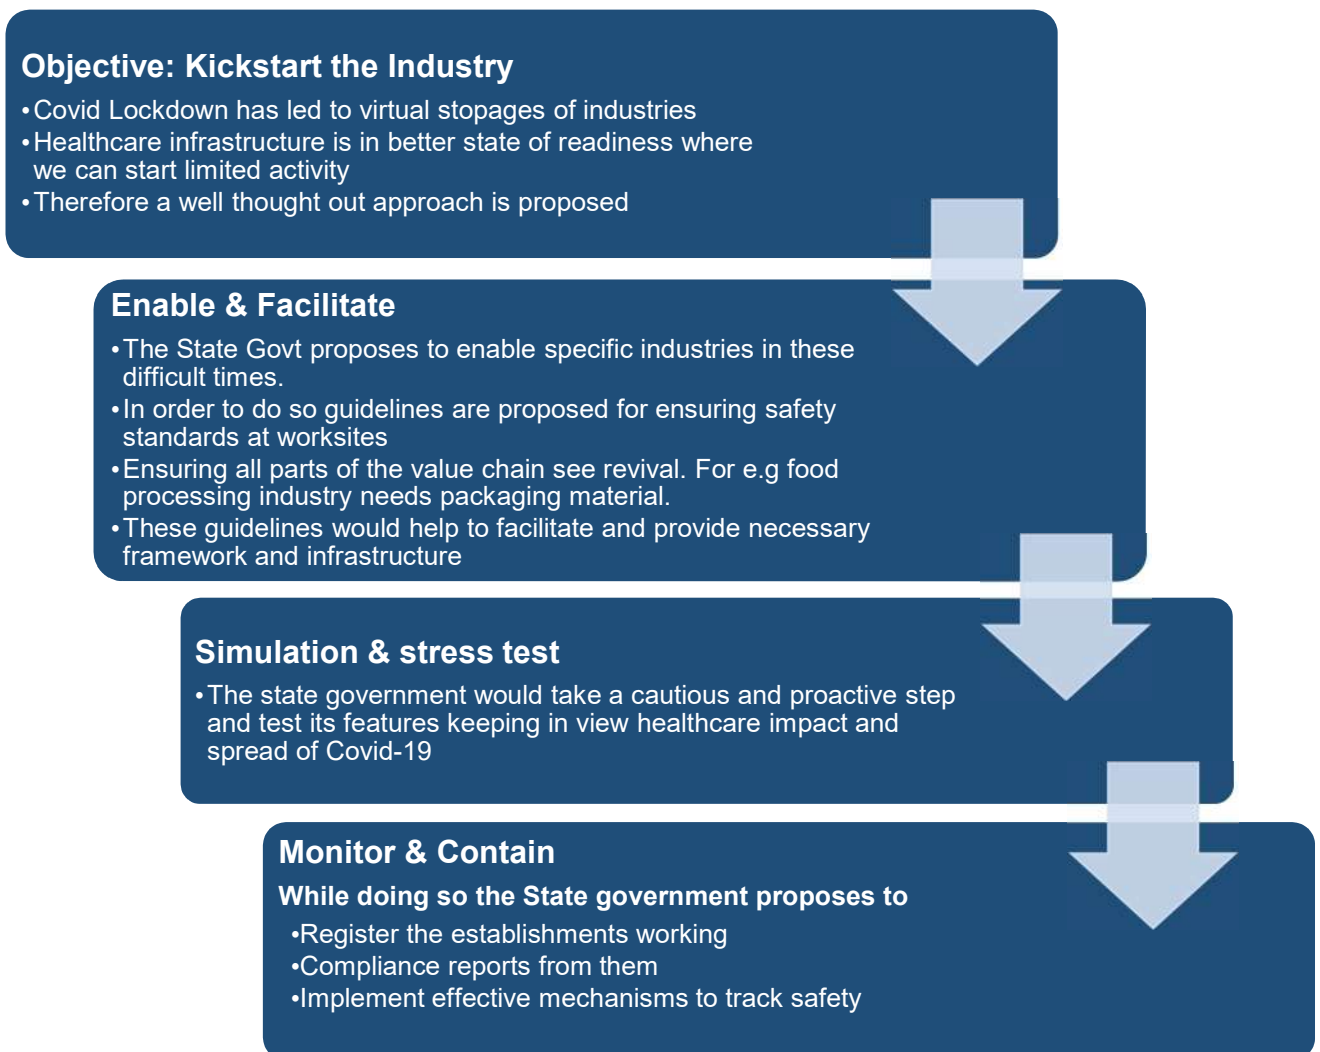 Objective: Kickstart the Industry
•Covid Lockdown has led to virtual stopages of industries
•Healthcare infrastructure is in better state of readiness where
we can start limited activity
•Therefore a well thought out approach is proposed
Enable & Facilitate
•The State Govt proposes to enable specific industries in these
difficult times.
•In order to do so guidelines are proposed for ensuring safety
standards at worksites
•Ensuring all parts of the value chain see revival. For e.g food
processing industry needs packaging material.
•These guidelines would help to facilitate and provide necessary
framework and infrastructure
Simulation & stress test
•The state government would take a cautious and proactive step
and test its features keeping in view healthcare impact and
spread of Covid-19
Monitor & Contain
While doing so the State government proposes to
•Register the establishments working
•Compliance reports from them
•Implement effective mechanisms to track safety